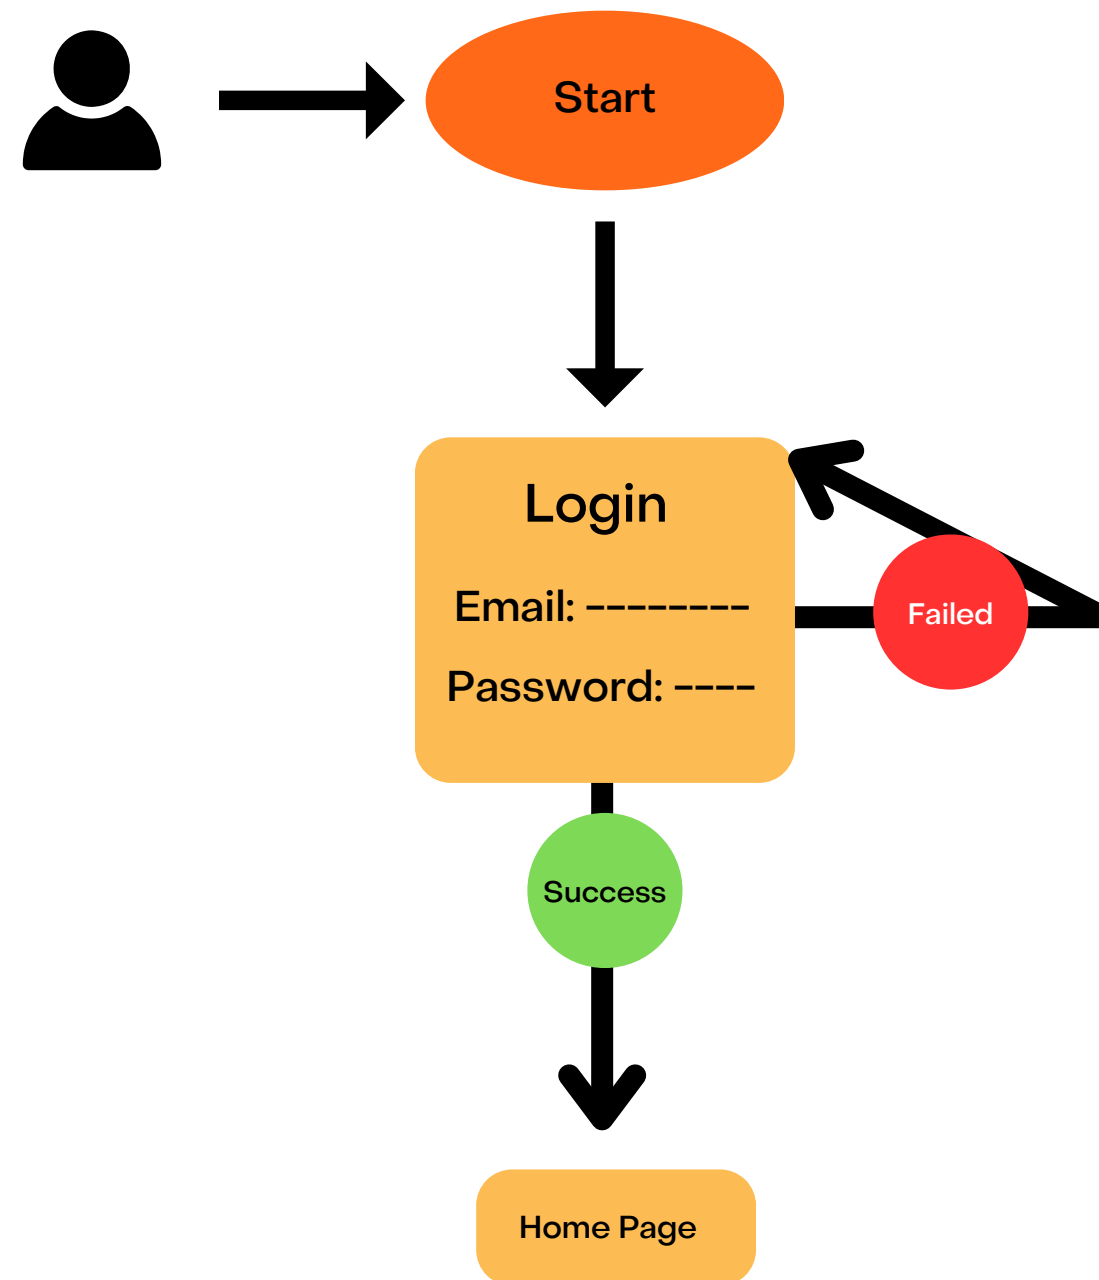 Start
Login
Email: --------
Failed
Password: ----
Success
Home Page